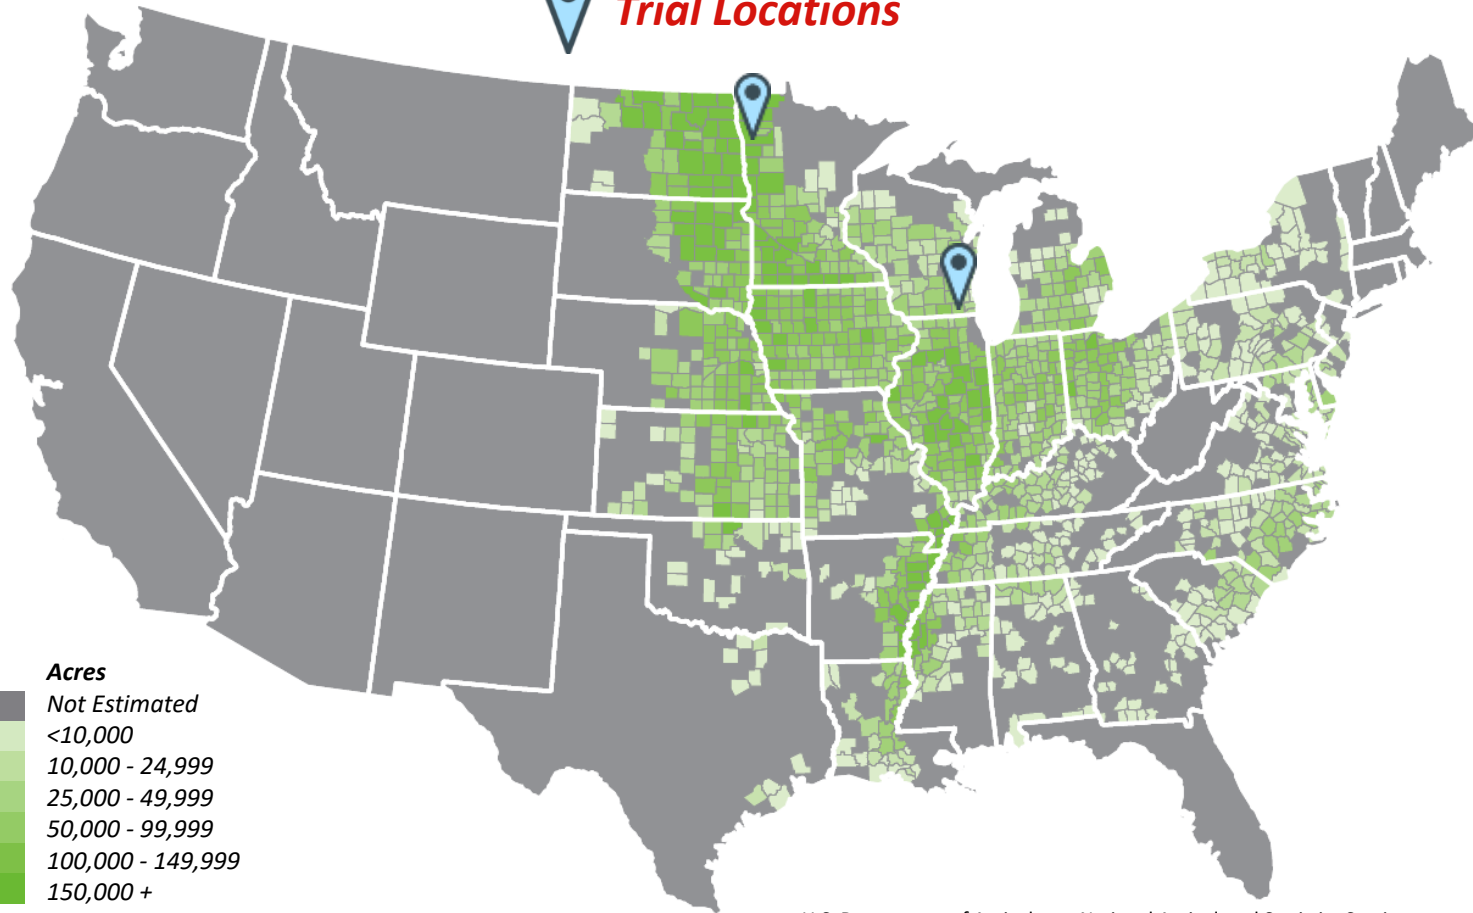 Trial Locations
Acres
Not Estimated
<10,000
10,000 - 24,999
25,000 - 49,999
50,000 - 99,999
100,000 - 149,999
150,000 +